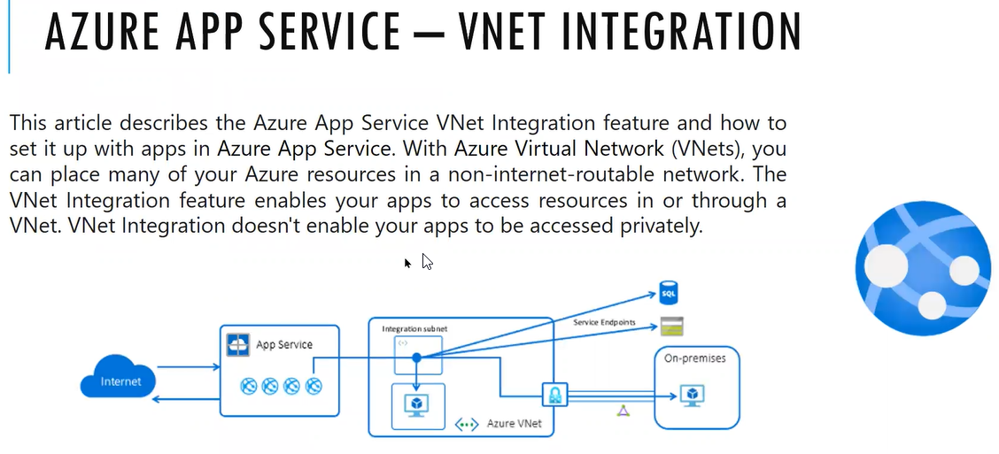 AZURE APP SERVICE – VNET INTEGRATION
This article describes the Azure App Service VNet Integration feature and how to
set it up with apps in Azure App Service. With Azure Virtual Network (VNets), you
can place many of your Azure resources in a non-internet-routable network. The
VNet Integration feature enables your apps to access resources in or through a
VNet. VNet Integration doesn't enable your apps to be accessed privately.
SQL
Service Endpoints
Integration subnet
App Service
On-premises
Internet
Azure VNet